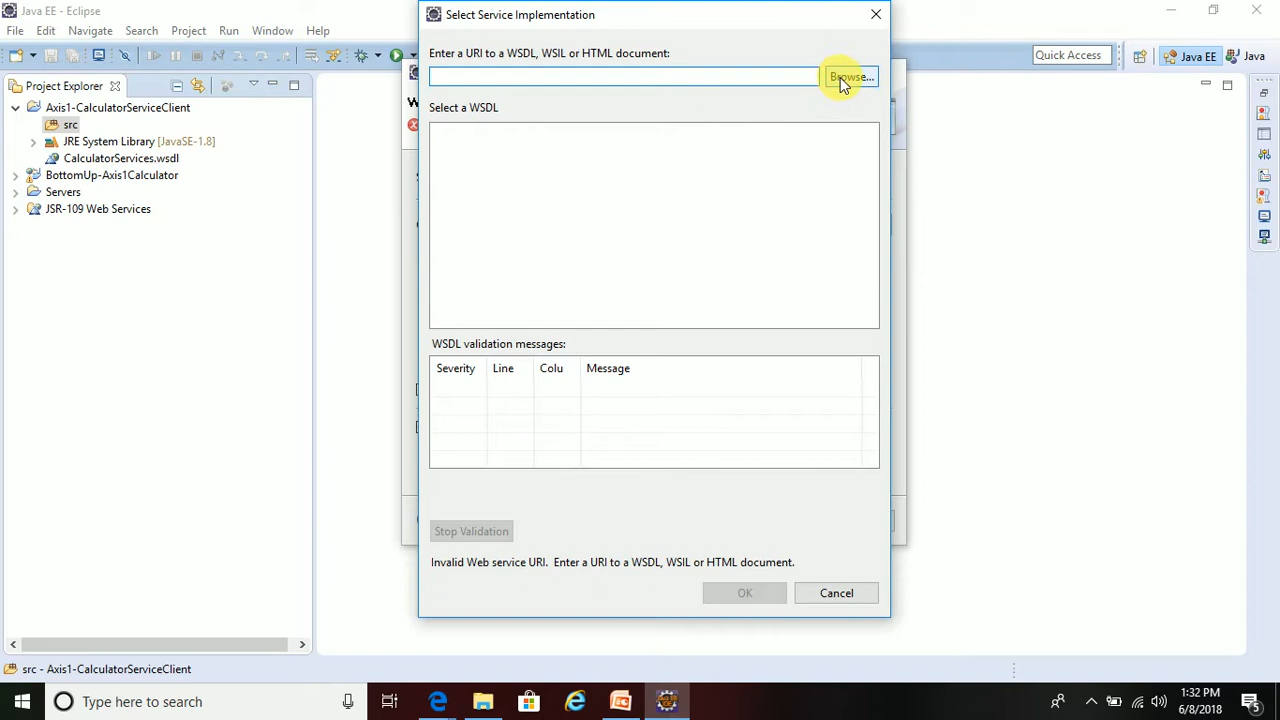 Java EE - Eclipse
File Edit Navigate Search Project Run Window Help
Quick Access
Java EE
Java
Project Explorer
Axis1-CalculatorServiceClient
src
JRE System Library [JavaSE-1.8]
CalculatorServices.wsdl
BottomUp-Axis1Calculator
Servers
JSR-109 Web Services
Select Service Implementation
Enter a URI to a WSDL, WSIL or HTML document:
Browse...
Select a WSDL
WSDL validation messages:
Severity Line Colu Message
Stop Validation
Invalid Web service URI. Enter a URI to a WSDL, WSIL or HTML document.
OK Cancel
src - Axis1-CalculatorServiceClient
Type here to search
1:32 PM
6/8/2018
5